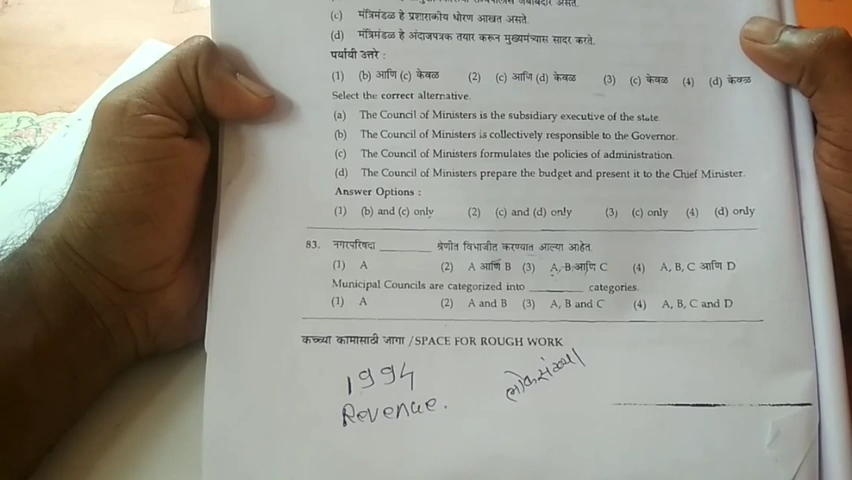 (c) मंत्रिमंडळ हे प्रशासकीय धोरण आखत असते.
(d) मंत्रिमंडळ हे अंदाजपत्रक तयार करून मुख्यमंत्र्यास सादर करते.
पर्यायी उत्तरे :
(1) (b) आणि (c) केवळ (2) (c) आणि (d) केवळ (3) (c) केवळ (4) (d) केवळ
Select the correct alternative.
(a) The Council of Ministers is the subsidiary executive of the state.
(b) The Council of Ministers is collectively responsible to the Governor.
(c) The Council of Ministers formulates the policies of administration.
(d) The Council of Ministers prepare the budget and present it to the Chief Minister.
Answer Options :
(1) (b) and (c) only (2) (c) and (d) only (3) (c) only (4) (d) only
83. नगरपरिषदा ________ श्रेणीत विभाजीत करण्यात आल्या आहेत.
(1) A (2) A आणि B (3) A, B आणि C (4) A, B, C आणि D
Municipal Councils are categorized into ________ categories.
(1) A (2) A and B (3) A, B and C (4) A, B, C and D
कच्च्या कामासाठी जागा /SPACE FOR ROUGH WORK
1994 लोकसंख्या
Revenue.